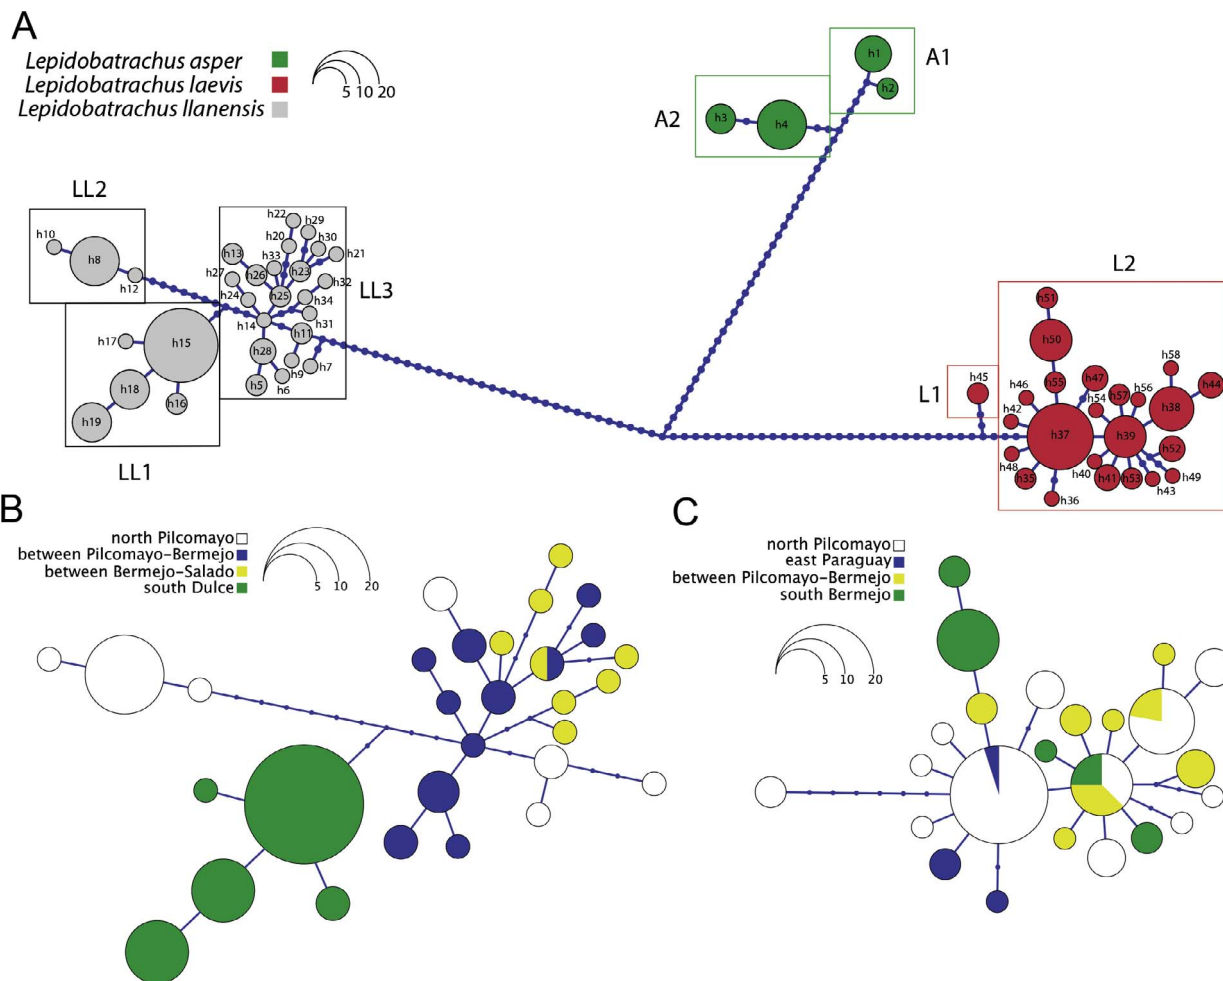 A
Lepidobatrachus asper
Lepidobatrachus laevis
Lepidobatrachus llanensis
5 10 20
A1
h1
h2
A2
h3
h4
LL2
h10
h8
h12
LL3
h22
h29
h20
h30
h13
h33
h21
h27
h26
h23
h32
h24
h25
h34
h14
h31
h11
h28
h9
h7
h5
h6
h17
h15
h18
h16
h19
LL1
L2
h51
h50
h58
L1
h45
h46
h55
h47
h56
h44
h54
h57
h38
h42
h37
h39
h52
h48
h40
h49
h35
h41
h53
h43
h36
B
north Pilcomayo
between Pilcomayo-Bermejo
between Bermejo-Salado
south Dulce
5 10 20
C
north Pilcomayo
east Paraguay
between Pilcomayo-Bermejo
south Bermejo
5 10 20